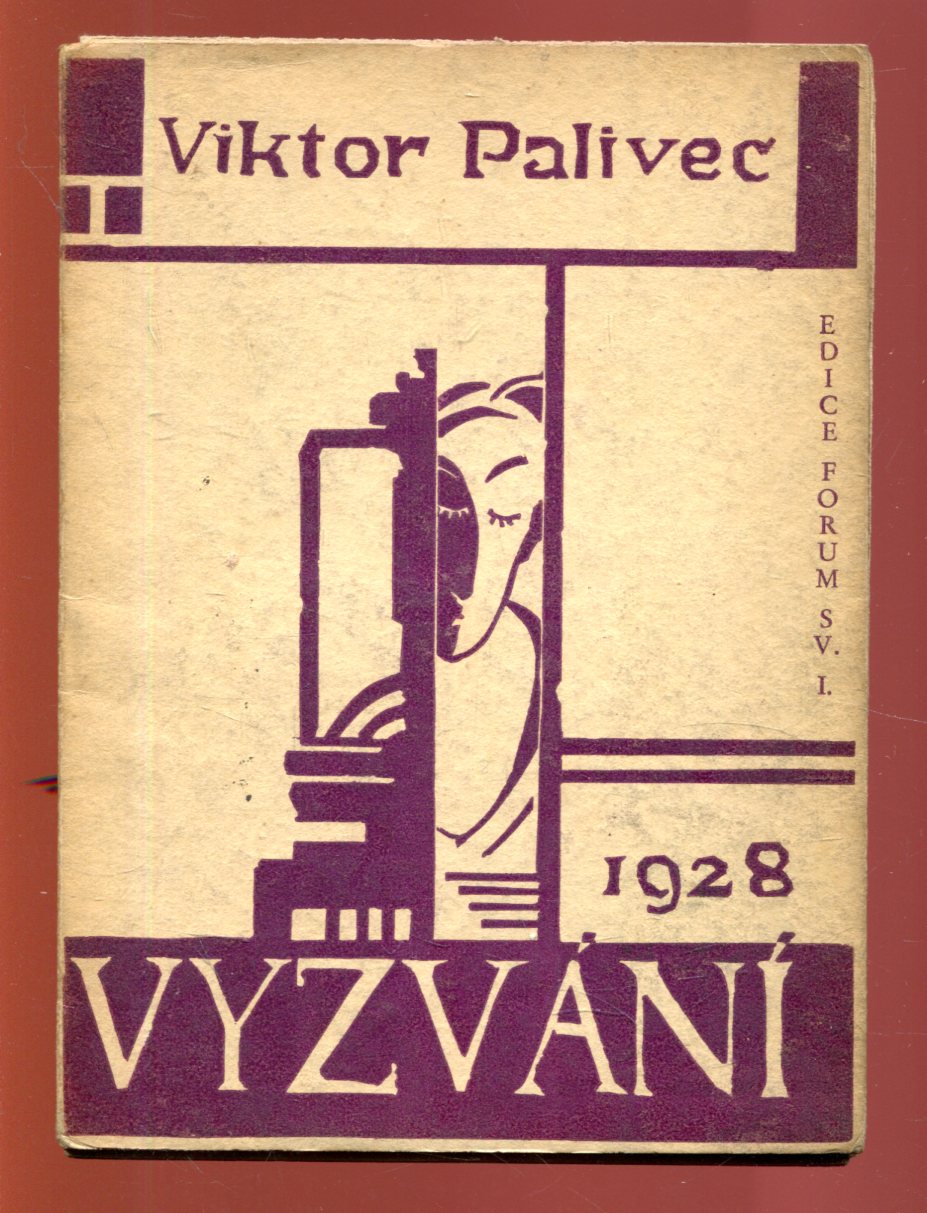 Viktor Palivec
EDICE FORUM SV. I.
1928
VYZVÁNÍ